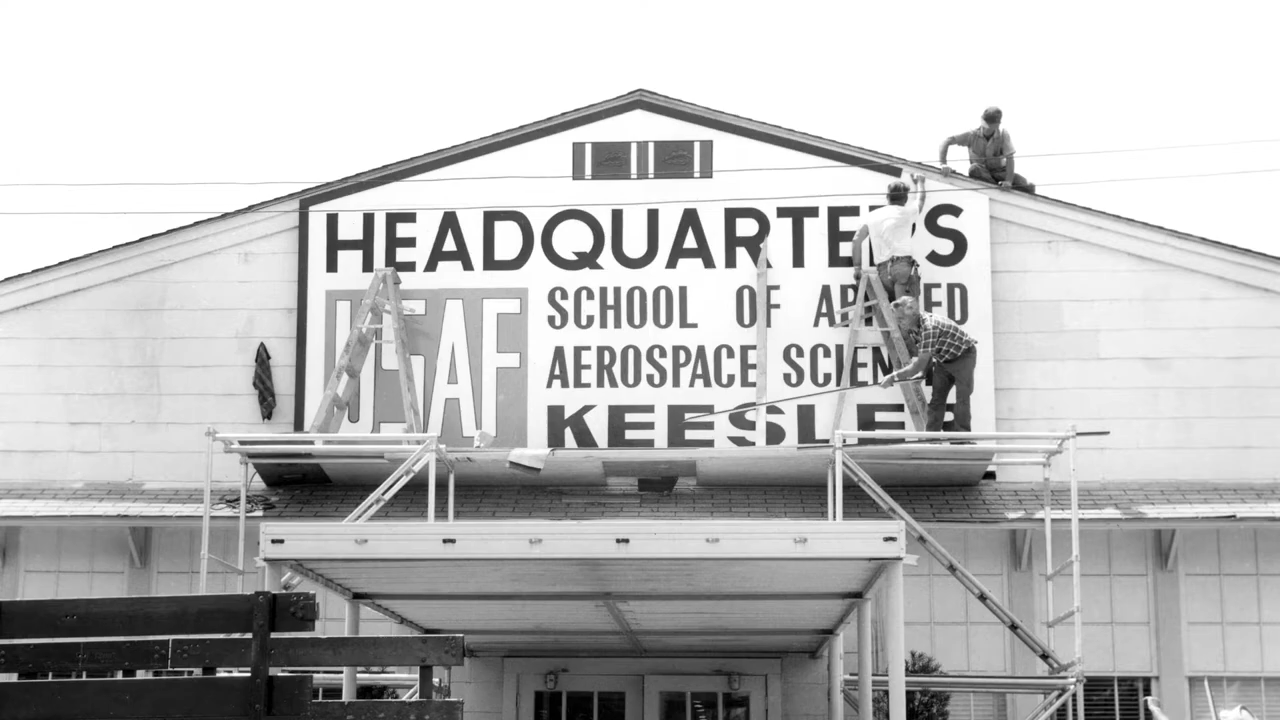 HEADQUARTERS
USAF
SCHOOL OF APPLIED
AEROSPACE SCIENCES
KEESLER